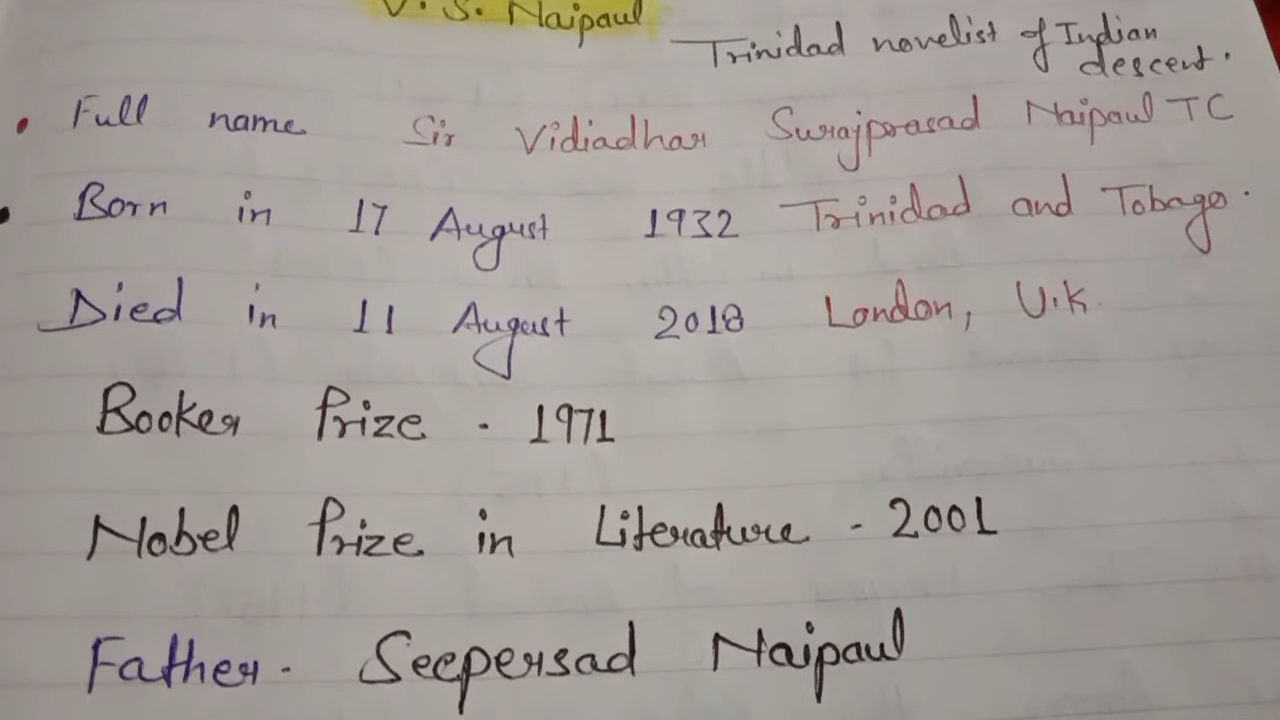 V. S. Naipaul
Trinidad novelist of Indian
descent.
Full name Sir Vidiadhar Surajprasad Naipaul TC
Born in 17 August 1932 Trinidad and Tobago.
Died in 11 August 2018 London, U.K.
Booker Prize - 1971
Nobel Prize in Literature - 2001
Father - Seepersad Naipaul